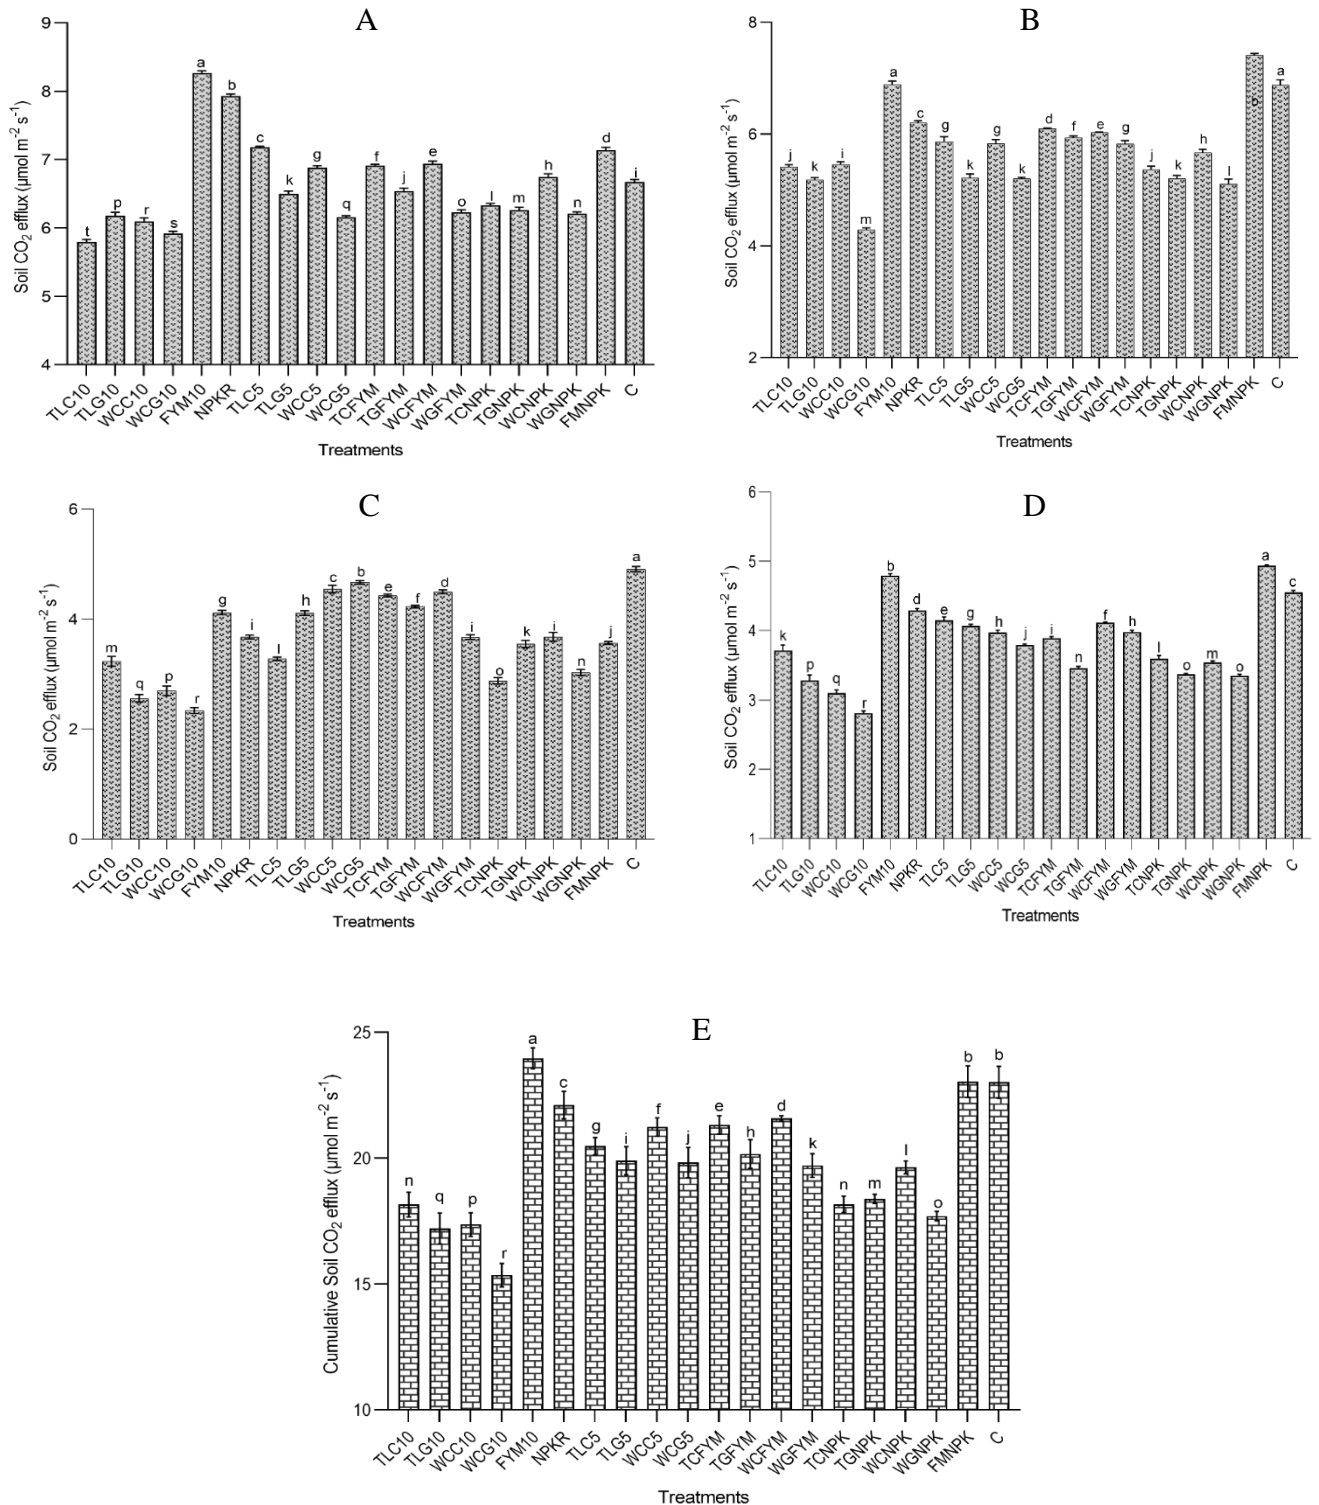 A
Soil CO2 efflux (µmol m-2 s-1)
9
8
7
6
5
4
t p r s a b c k g q f j e o l m h n d i
TLC10 TLG10 WCC10 WCG10 FYM10 NPKR TLC5 TLG5 WCC5 WCG5 TCFYM TGFYM WCFYM WGFYM TCNPK TGNPK WCNPK WGNPK FMNPK C
Treatments
B
Soil CO2 efflux (µmol m-2 s-1)
8
6
4
2
j k i m a c g k g k d f e g j k h l b a
TLC10 TLG10 WCC10 WCG10 FYM10 NPKR TLC5 TLG5 WCC5 WCG5 TCFYM TGFYM WCFYM WGFYM TCNPK TGNPK WCNPK WGNPK FMNPK C
Treatments
C
Soil CO2 efflux (µmol m-2 s-1)
6
4
2
0
m q p r g i l h c b e f d i o k i n j a
TLC10 TLG10 WCC10 WCG10 FYM10 NPKR TLC5 TLG5 WCC5 WCG5 TCFYM TGFYM WCFYM WGFYM TCNPK TGNPK WCNPK WGNPK FMNPK C
Treatments
D
Soil CO2 efflux (µmol m-2 s-1)
6
5
4
3
2
1
k p q r b d e g h j i n f h l o m o a c
TLC10 TLG10 WCC10 WCG10 FYM10 NPKR TLC5 TLG5 WCC5 WCG5 TCFYM TGFYM WCFYM WGFYM TCNPK TGNPK WCNPK WGNPK FMNPK C
Treatments
E
Cumulative Soil CO2 efflux (µmol m-2 s-1)
25
20
15
10
n q p r a c g i f j e h d k n m l o b b
TLC10 TLG10 WCC10 WCG10 FYM10 NPKR TLC5 TLG5 WCC5 WCG5 TCFYM TGFYM WCFYM WGFYM TCNPK TGNPK WCNPK WGNPK FMNPK C
Treatments